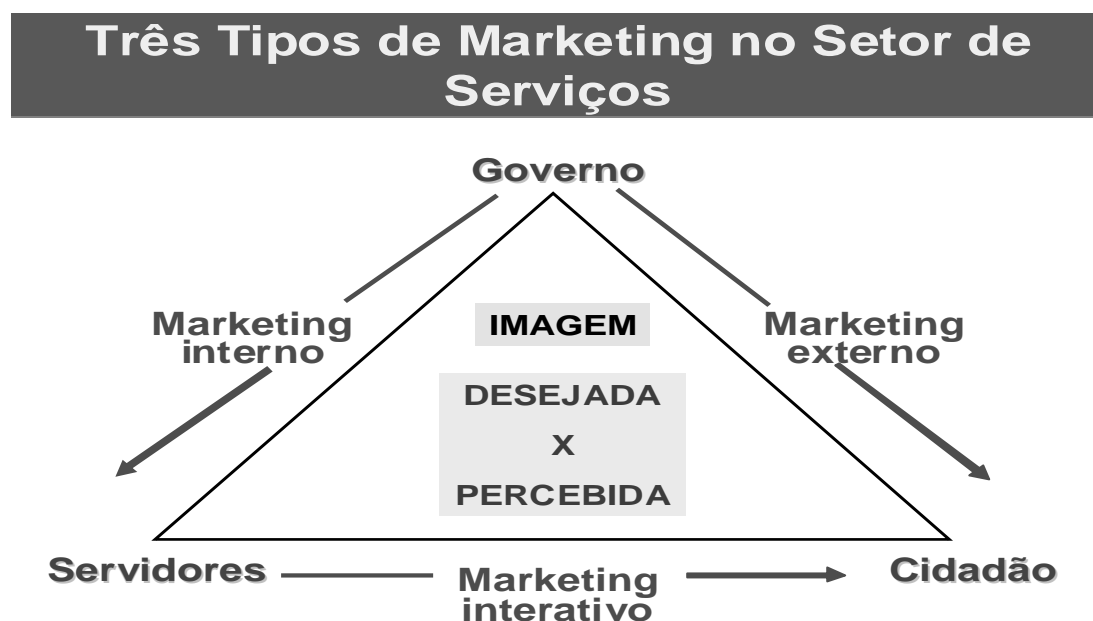 Três Tipos de Marketing no Setor de
Serviços
Governo
Marketing
interno
IMAGEM
Marketing
externo
DESEJADA
X
PERCEBIDA
Servidores
Marketing
interativo
Cidadão